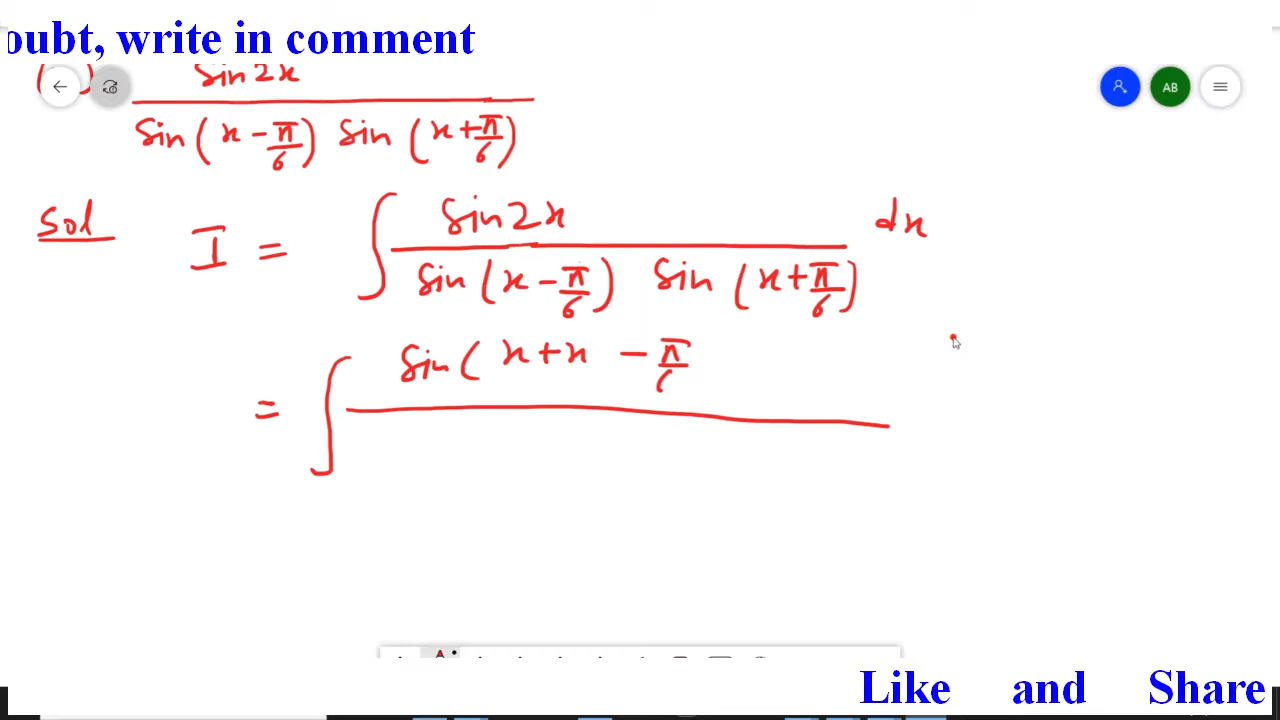 oubt, write in comment
sin 2x
sin(x - π/6) sin(x + π/6)
AB
Sol I = ∫ sin 2x / sin(x - π/6) sin(x + π/6) dx
= ∫ sin(x + x - π/6
Like and Share